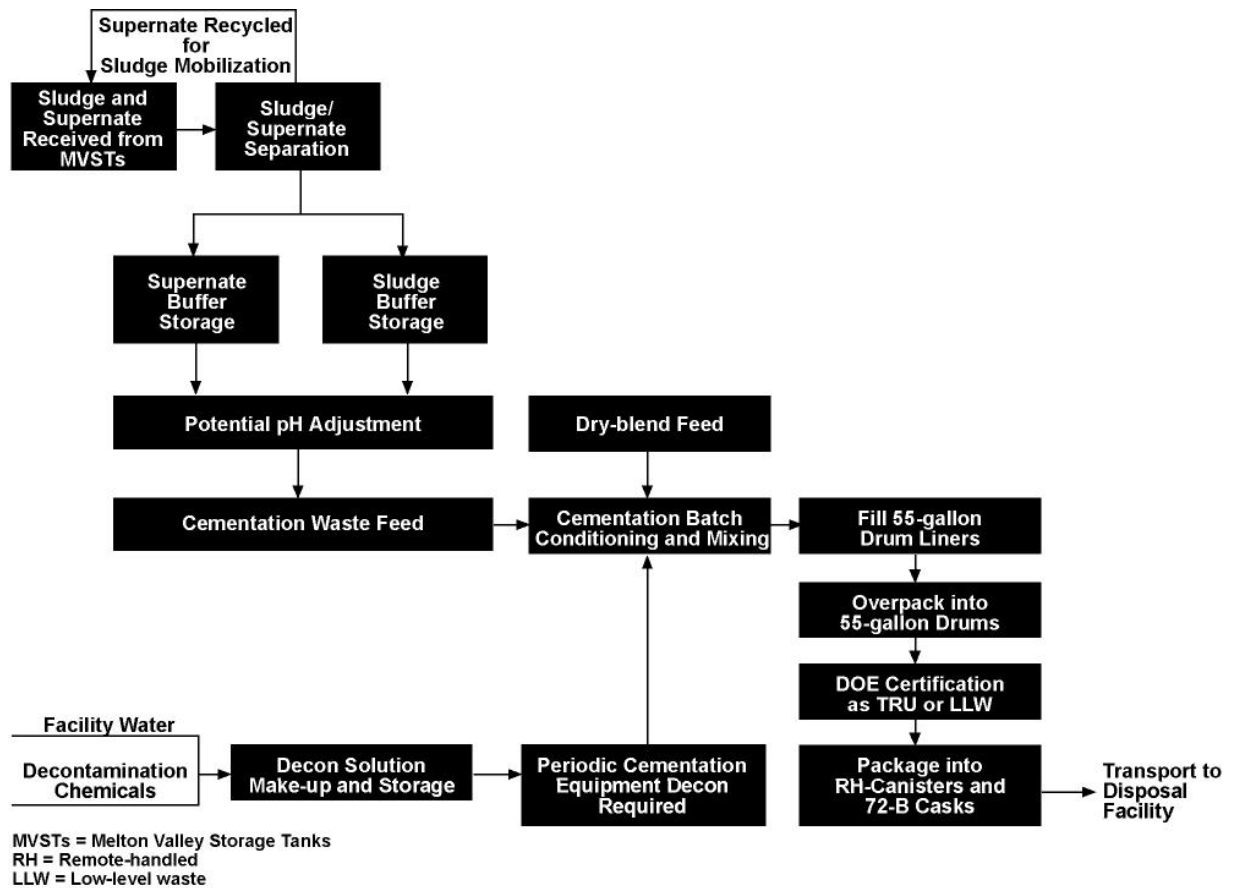 Supernate Recycled
for
Sludge Mobilization
Sludge and
Supernate
Received from
MVSTs
Sludge/
Supernate
Separation
Supernate
Buffer
Storage
Sludge
Buffer
Storage
Potential pH Adjustment
Dry-blend Feed
Cementation Waste Feed
Cementation Batch
Conditioning and Mixing
Fill 55-gallon
Drum Liners
Overpack into
55-gallon Drums
DOE Certification
as TRU or LLW
Facility Water
Decontamination
Chemicals
Decon Solution
Make-up and Storage
Periodic Cementation
Equipment Decon
Required
Package into
RH-Canisters and
72-B Casks
Transport to
Disposal
Facility
MVSTs = Melton Valley Storage Tanks
RH = Remote-handled
LLW = Low-level waste